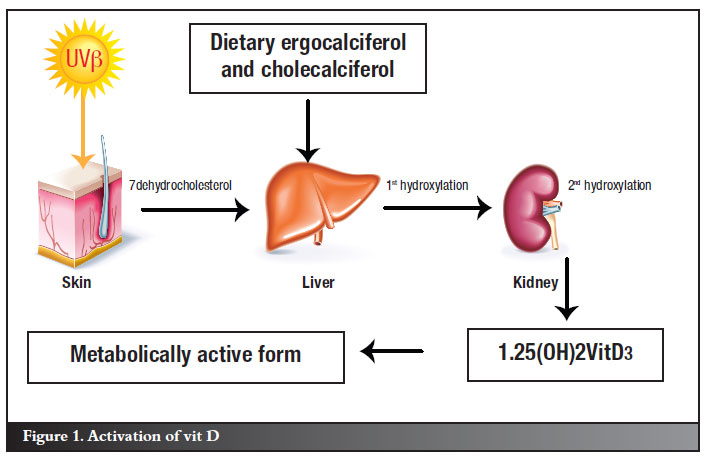 UVβ
Dietary ergocalciferol
and cholecalciferol
7dehydrocholesterol
1st hydroxylation
2nd hydroxylation
Skin
Liver
Kidney
Metabolically active form
1.25(OH)2VitD3
Figure 1. Activation of vit D